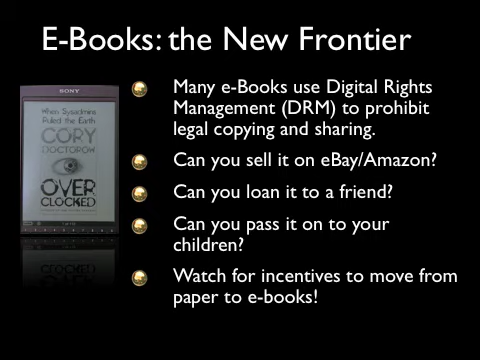 E-Books: the New Frontier
SONY
When Sysadmins
Ruled the Earth
CORY
DOCTOROW
OVER
CLOCKED
Many e-Books use Digital Rights
Management (DRM) to prohibit
legal copying and sharing.
Can you sell it on eBay/Amazon?
Can you loan it to a friend?
Can you pass it on to your
children?
Watch for incentives to move from
paper to e-books!